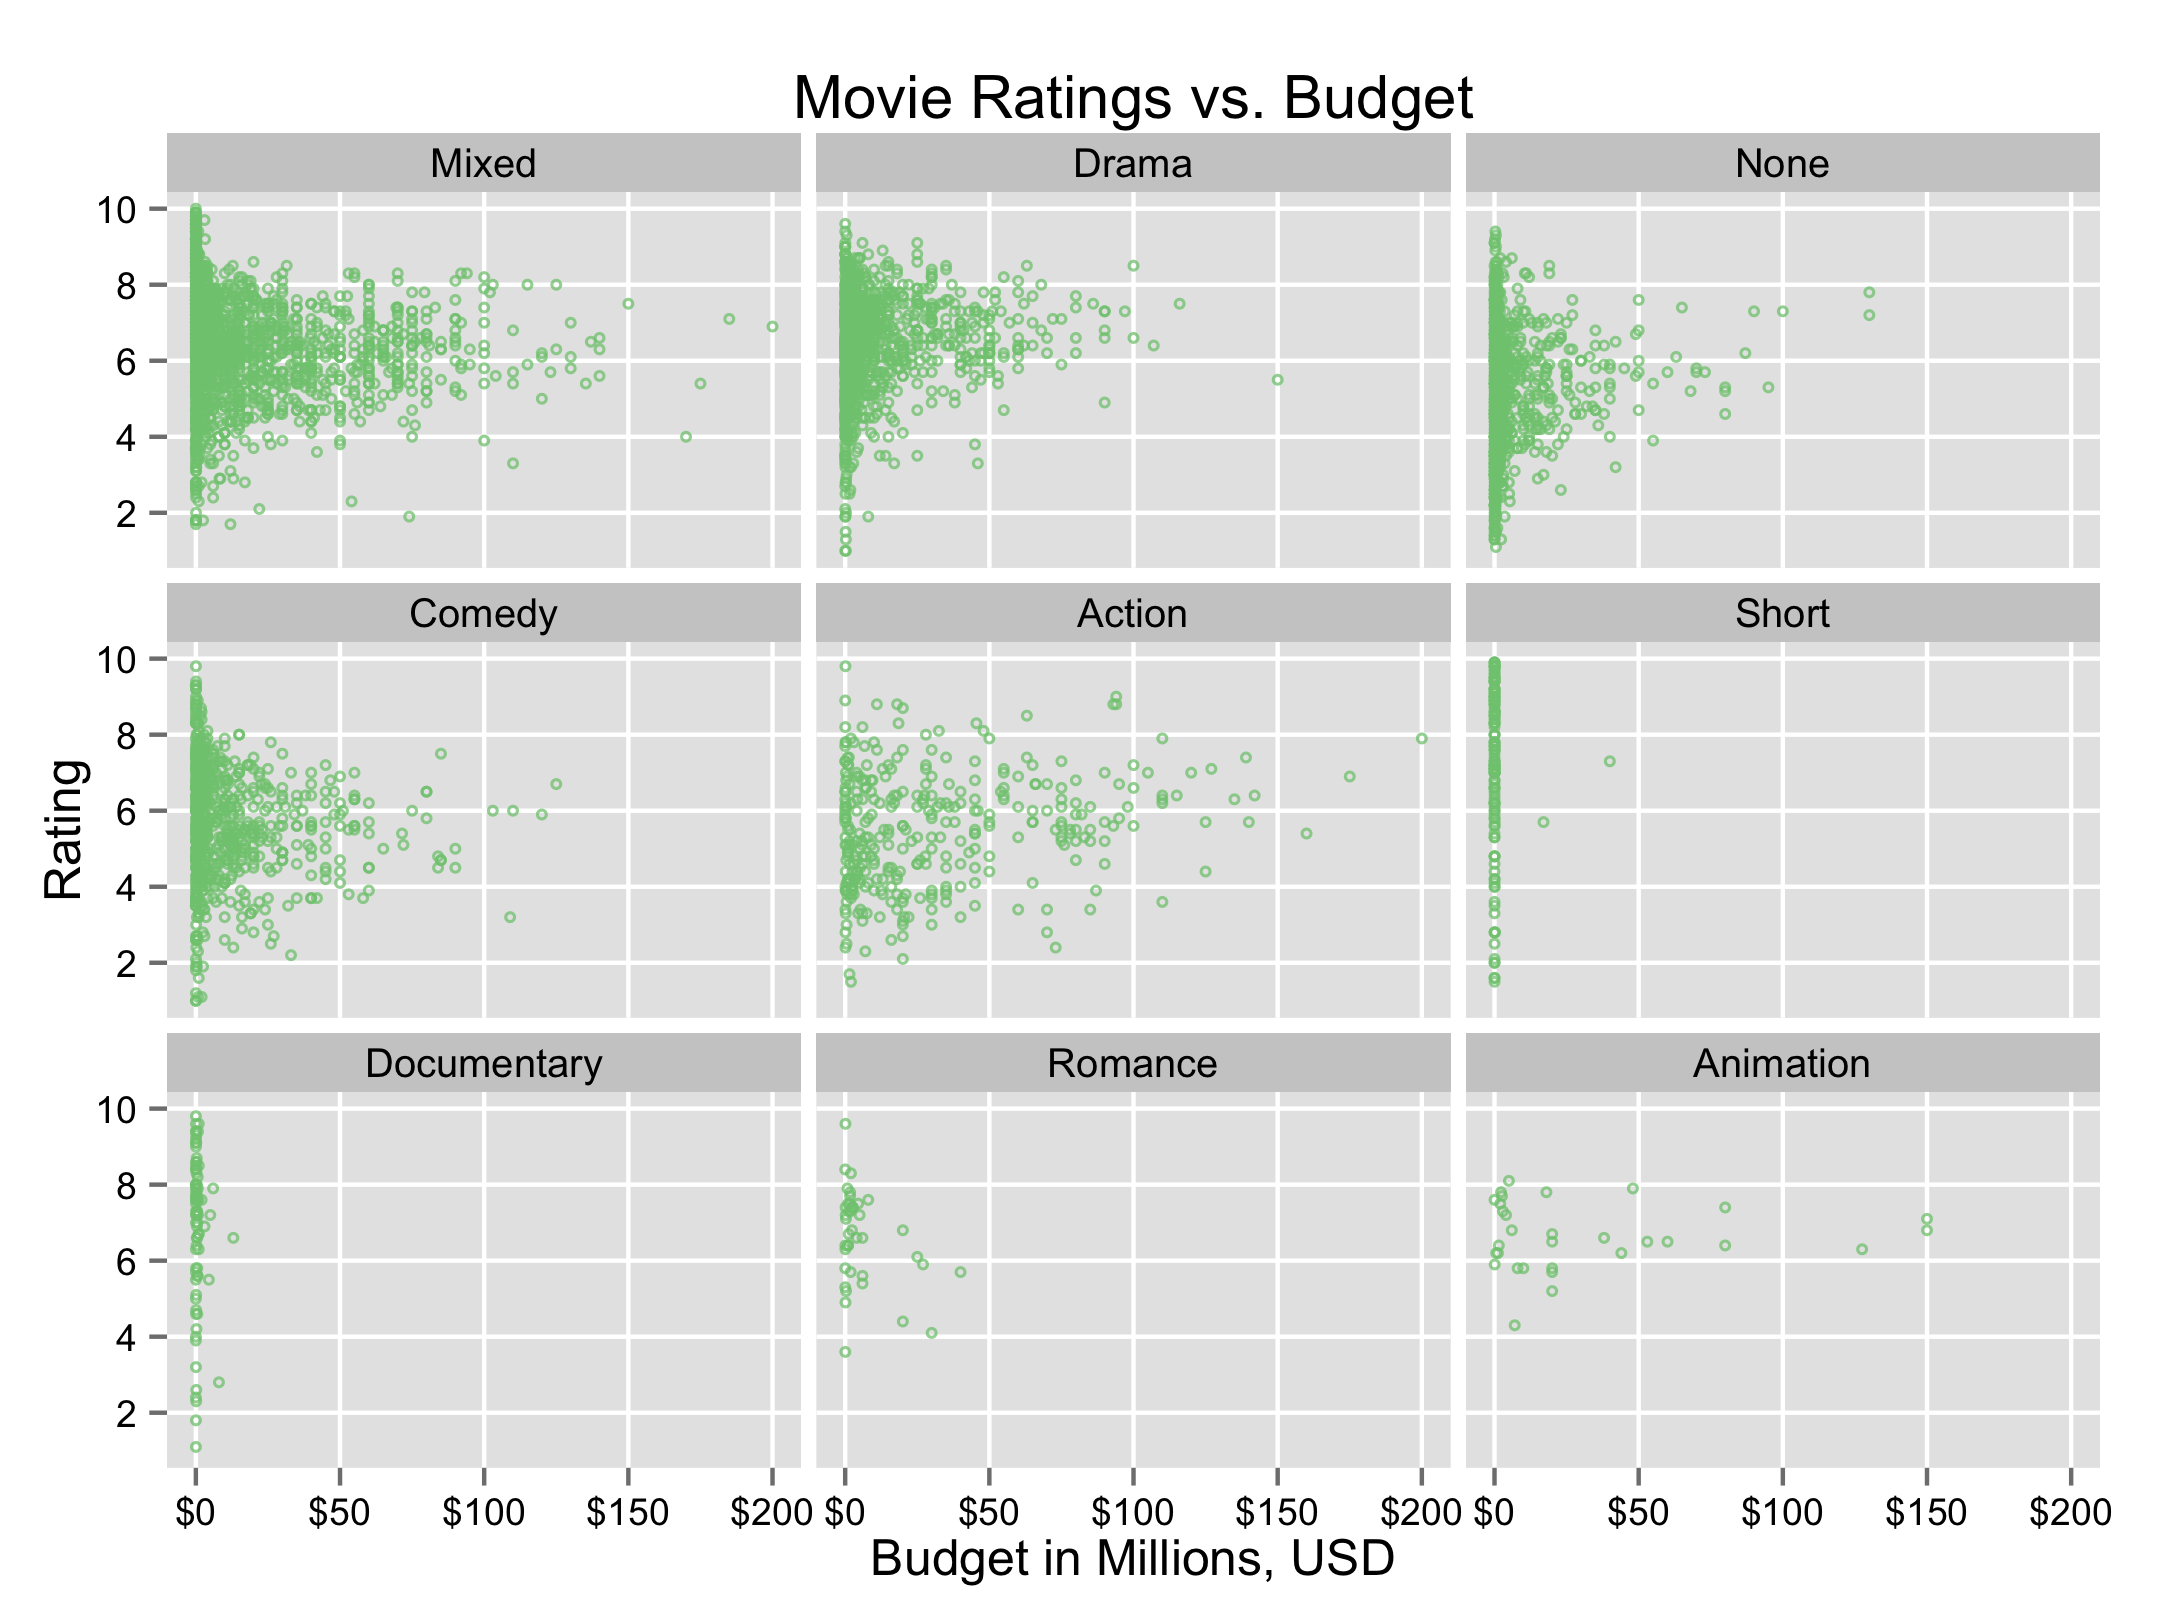 Movie Ratings vs. Budget
Mixed Drama None
10
8
6
4
2
Comedy Action Short
10
8
6
4
2
Rating
Documentary Romance Animation
10
8
6
4
2
$0 $50 $100 $150 $200 $0 $50 $100 $150 $200 $0 $50 $100 $150 $200
Budget in Millions, USD